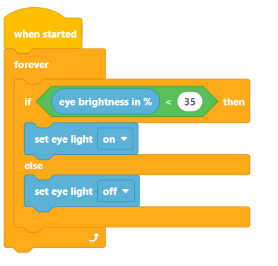 when started
forever
if eye brightness in % < 35 then
set eye light on
else
set eye light off